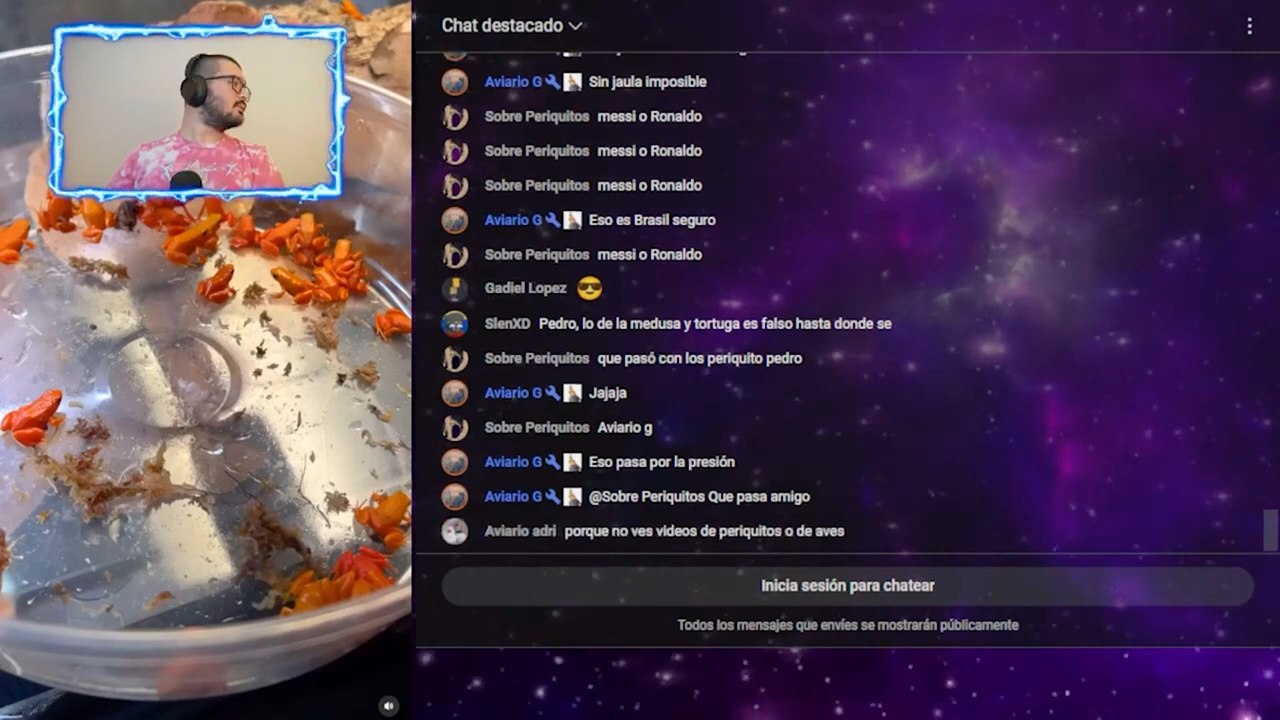 Chat destacado
Aviario G Sin jaula imposible
Sobre Periquitos messi o Ronaldo
Sobre Periquitos messi o Ronaldo
Sobre Periquitos messi o Ronaldo
Aviario G Eso es Brasil seguro
Sobre Periquitos messi o Ronaldo
Gadiel Lopez 😎
SlenXD Pedro, lo de la medusa y tortuga es falso hasta donde se
Sobre Periquitos que pasó con los periquito pedro
Aviario G Jajaja
Sobre Periquitos Aviario g
Aviario G Eso pasa por la presión
Aviario G @Sobre Periquitos Que pasa amigo
Aviario adri porque no ves videos de periquitos o de aves
Inicia sesión para chatear
Todos los mensajes que envíes se mostrarán públicamente